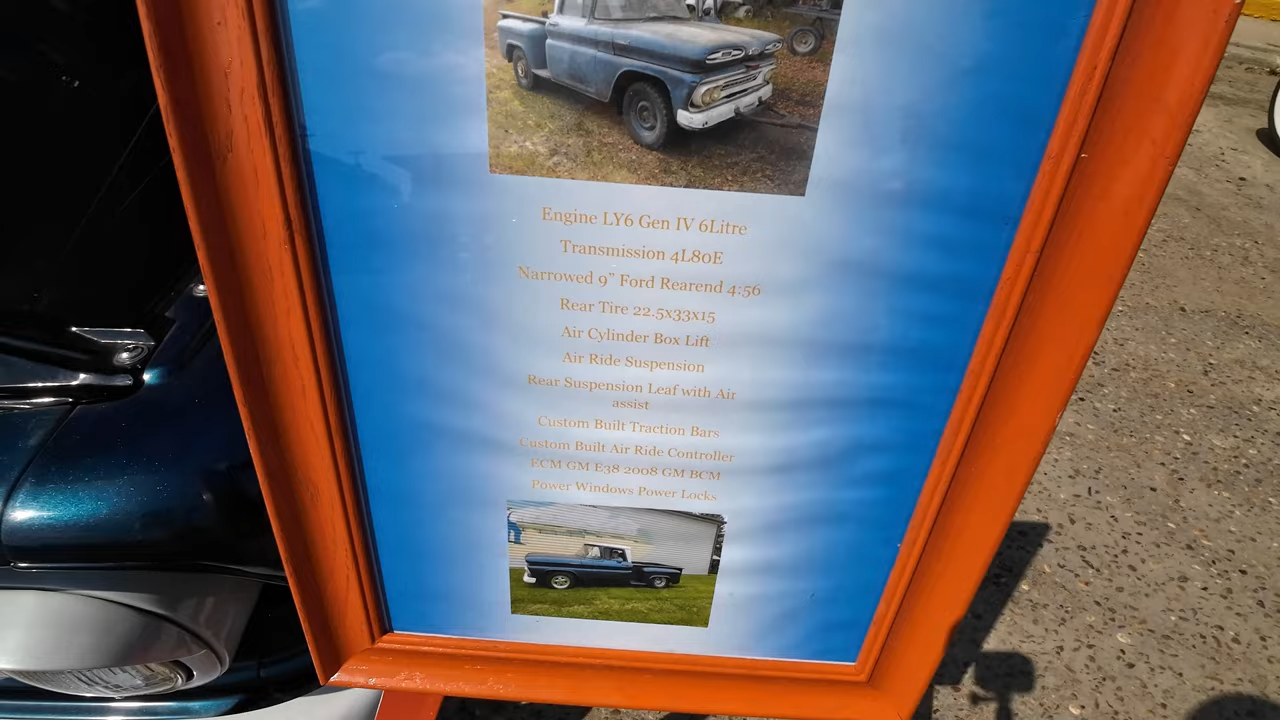 Engine LY6 Gen IV 6Litre
Transmission 4L80E
Narrowed 9” Ford Rearend 4:56
Rear Tire 22.5x33x15
Air Cylinder Box Lift
Air Ride Suspension
Rear Suspension Leaf with Air
assist
Custom Built Traction Bars
Custom Built Air Ride Controller
ECM GM E38 2008 GM BCM
Power Windows Power Locks